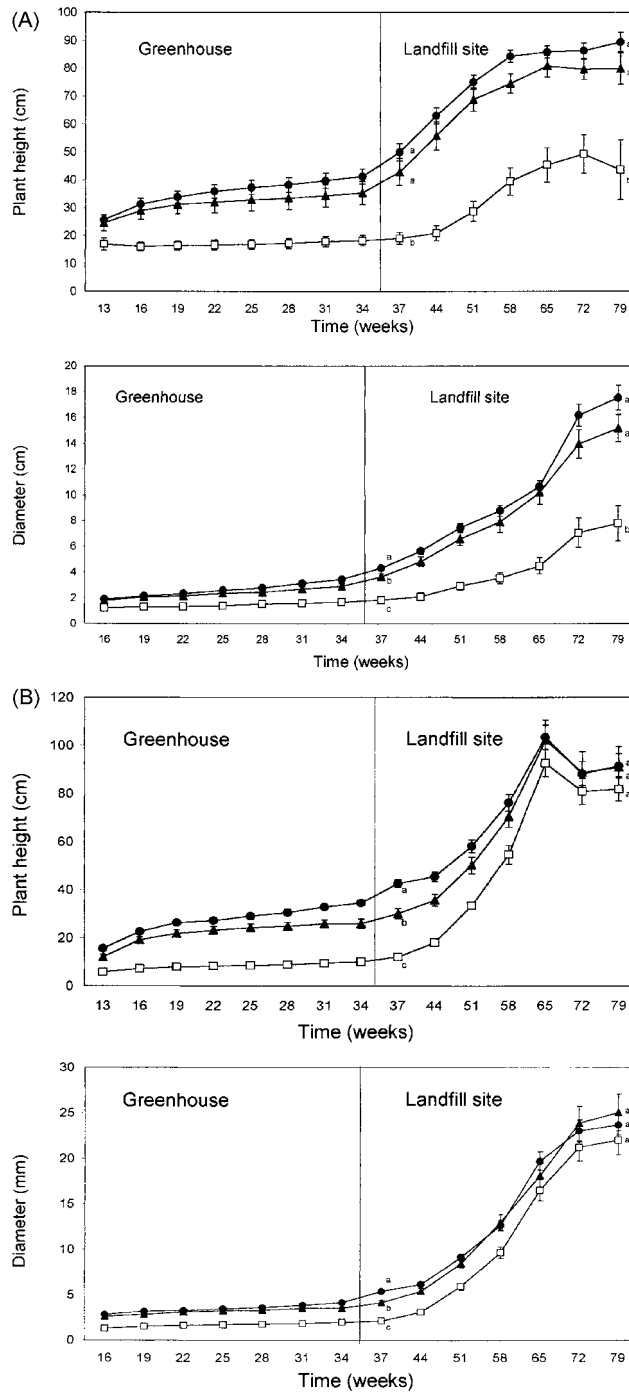 (A)
100
90
80
70
60
50
40
30
20
10
0
Plant height (cm)
Greenhouse
Landfill site
a
a
b
a
a
13 16 19 22 25 28 31 34 37 44 51 58 65 72 79
Time (weeks)
20
18
16
14
12
10
8
6
4
2
0
Diameter (cm)
Greenhouse
Landfill site
a
b
c
a
a
b
16 19 22 25 28 31 34 37 44 51 58 65 72 79
Time (weeks)
(B)
120
100
80
60
40
20
0
Plant height (cm)
Greenhouse
Landfill site
a
b
c
a
a
a
13 16 19 22 25 28 31 34 37 44 51 58 65 72 79
Time (weeks)
30
25
20
15
10
5
0
Diameter (mm)
Greenhouse
Landfill site
a
b
c
a
a
a
16 19 22 25 28 31 34 37 44 51 58 65 72 79
Time (weeks)